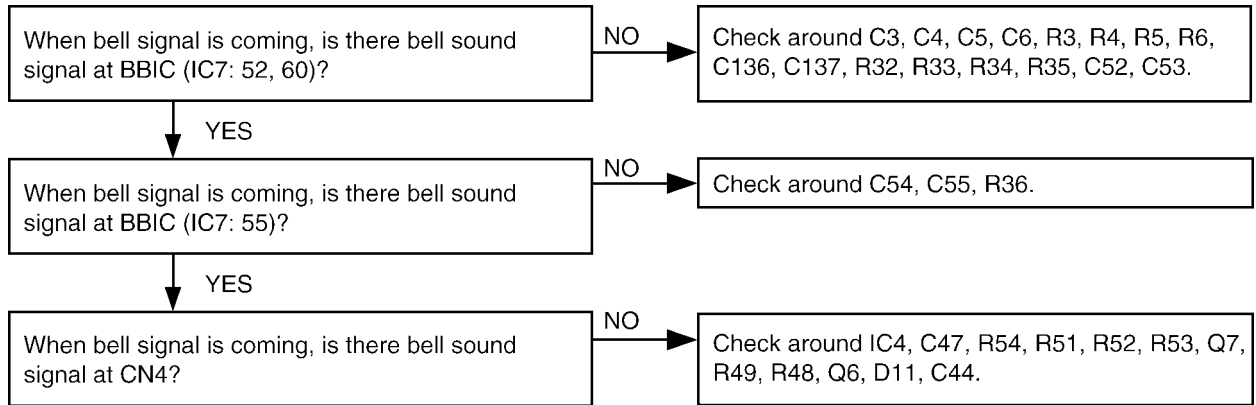 When bell signal is coming, is there bell sound
signal at BBIC (IC7: 52, 60)?
NO
Check around C3, C4, C5, C6, R3, R4, R5, R6,
C136, C137, R32, R33, R34, R35, C52, C53.
YES
When bell signal is coming, is there bell sound
signal at BBIC (IC7: 55)?
NO
Check around C54, C55, R36.
YES
When bell signal is coming, is there bell sound
signal at CN4?
NO
Check around IC4, C47, R54, R51, R52, R53, Q7,
R49, R48, Q6, D11, C44.